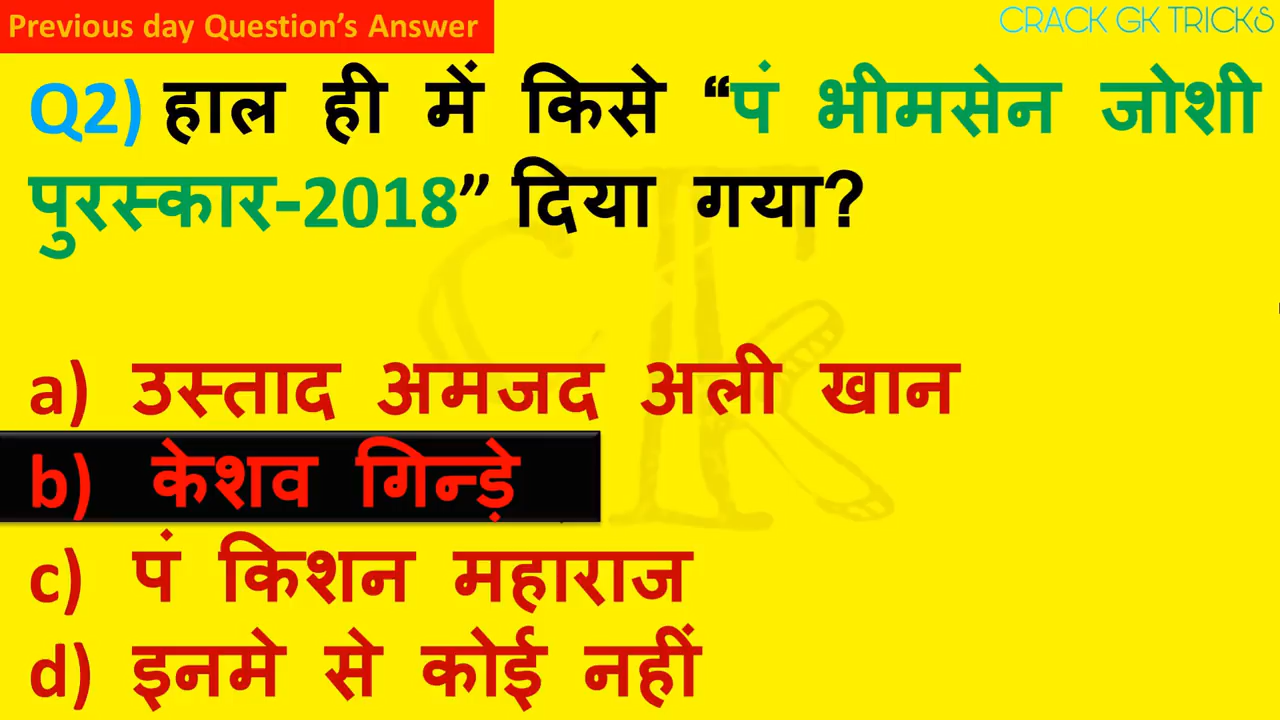 Previous day Question’s Answer
CRACK GK TRICKS
Q2) हाल ही में किसे “पं भीमसेन जोशी
पुरस्कार-2018” दिया गया?
a) उस्ताद अमजद अली खान
b) केशव गिन्ड़े
c) पं किशन महाराज
d) इनमे से कोई नहीं